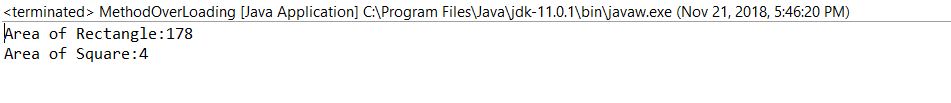 <terminated> MethodOverLoading [Java Application] C:\Program Files\Java\jdk-11.0.1\bin\javaw.exe (Nov 21, 2018, 5:46:20 PM)
Area of Rectangle:178
Area of Square:4